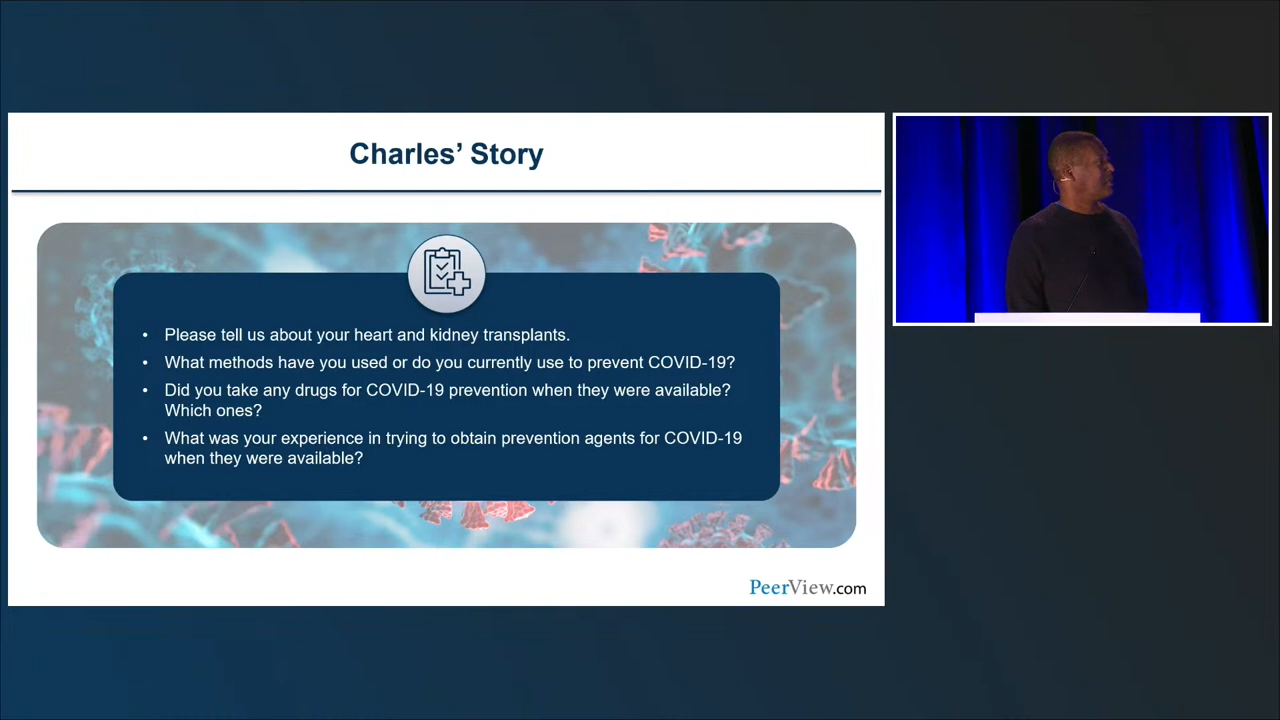 Charles’ Story
• Please tell us about your heart and kidney transplants.
• What methods have you used or do you currently use to prevent COVID-19?
• Did you take any drugs for COVID-19 prevention when they were available?
Which ones?
• What was your experience in trying to obtain prevention agents for COVID-19
when they were available?
PeerView.com